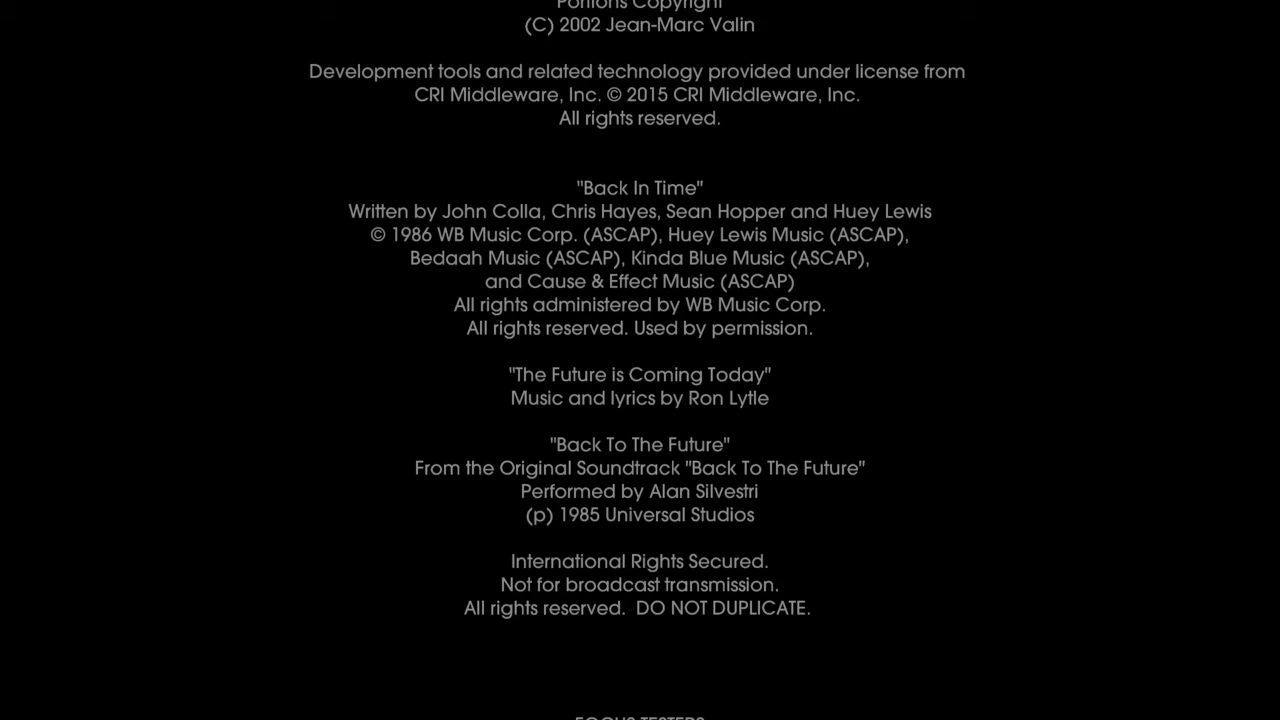 Portions Copyright
(C) 2002 Jean-Marc Valin
Development tools and related technology provided under license from
CRI Middleware, Inc. © 2015 CRI Middleware, Inc.
All rights reserved.
"Back In Time"
Written by John Colla, Chris Hayes, Sean Hopper and Huey Lewis
© 1986 WB Music Corp. (ASCAP), Huey Lewis Music (ASCAP),
Bedaah Music (ASCAP), Kinda Blue Music (ASCAP),
and Cause & Effect Music (ASCAP)
All rights administered by WB Music Corp.
All rights reserved. Used by permission.
"The Future is Coming Today"
Music and lyrics by Ron Lytle
"Back To The Future"
From the Original Soundtrack "Back To The Future"
Performed by Alan Silvestri
(p) 1985 Universal Studios
International Rights Secured.
Not for broadcast transmission.
All rights reserved.  DO NOT DUPLICATE.
FOCUS TESTERS